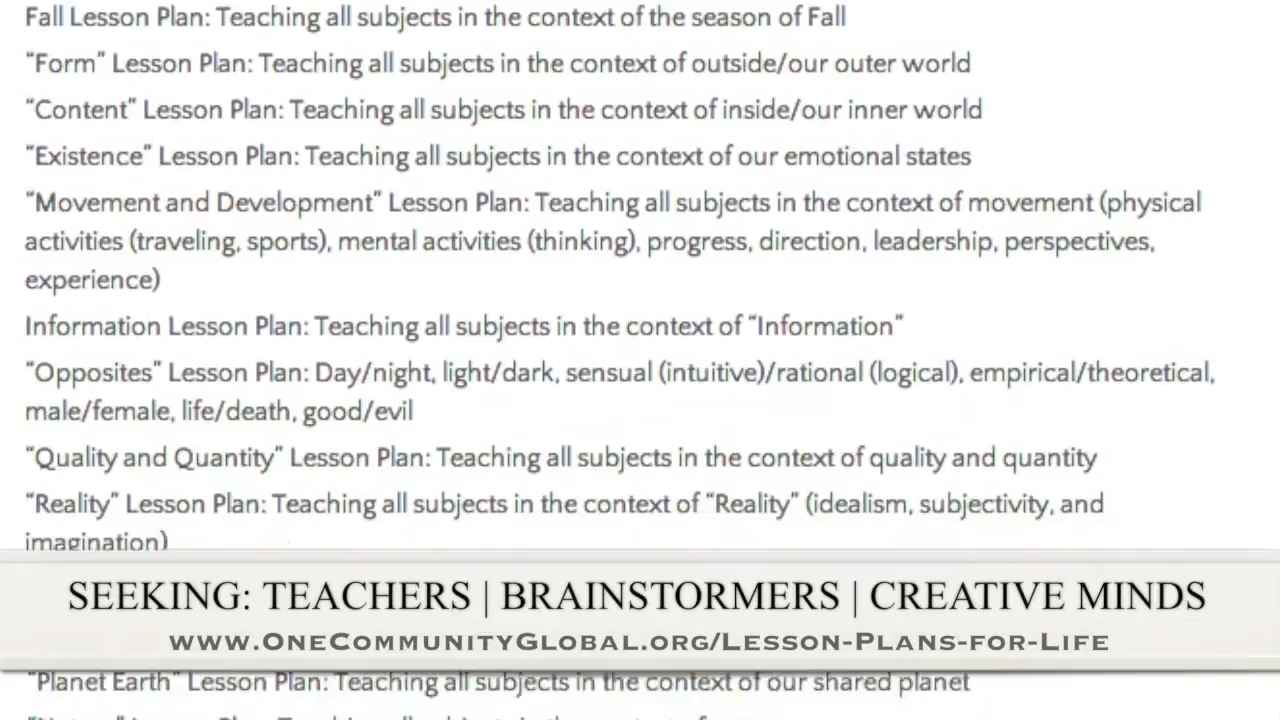 Fall Lesson Plan: Teaching all subjects in the context of the season of Fall
“Form” Lesson Plan: Teaching all subjects in the context of outside/our outer world
“Content” Lesson Plan: Teaching all subjects in the context of inside/our inner world
“Existence” Lesson Plan: Teaching all subjects in the context of our emotional states
“Movement and Development” Lesson Plan: Teaching all subjects in the context of movement (physical
activities (traveling, sports), mental activities (thinking), progress, direction, leadership, perspectives,
experience)
Information Lesson Plan: Teaching all subjects in the context of “Information”
“Opposites” Lesson Plan: Day/night, light/dark, sensual (intuitive)/rational (logical), empirical/theoretical,
male/female, life/death, good/evil
“Quality and Quantity” Lesson Plan: Teaching all subjects in the context of quality and quantity
“Reality” Lesson Plan: Teaching all subjects in the context of “Reality” (idealism, subjectivity, and
imagination)
SEEKING: TEACHERS | BRAINSTORMERS | CREATIVE MINDS
www.OneCommunityGlobal.org/Lesson-Plans-for-Life
“Planet Earth” Lesson Plan: Teaching all subjects in the context of our shared planet